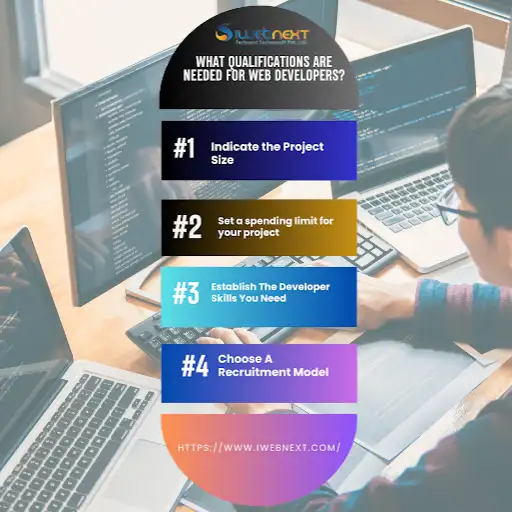 iWebNEXT
WHAT QUALIFICATIONS ARE
NEEDED FOR WEB DEVELOPERS?
#1
Indicate the Project
Size
#2
Set a spending limit for
your project
#3
Establish The Developer
Skills You Need
#4
Choose A
Recruitment Model
HTTPS://WWW.IWEBNEXT.COM/